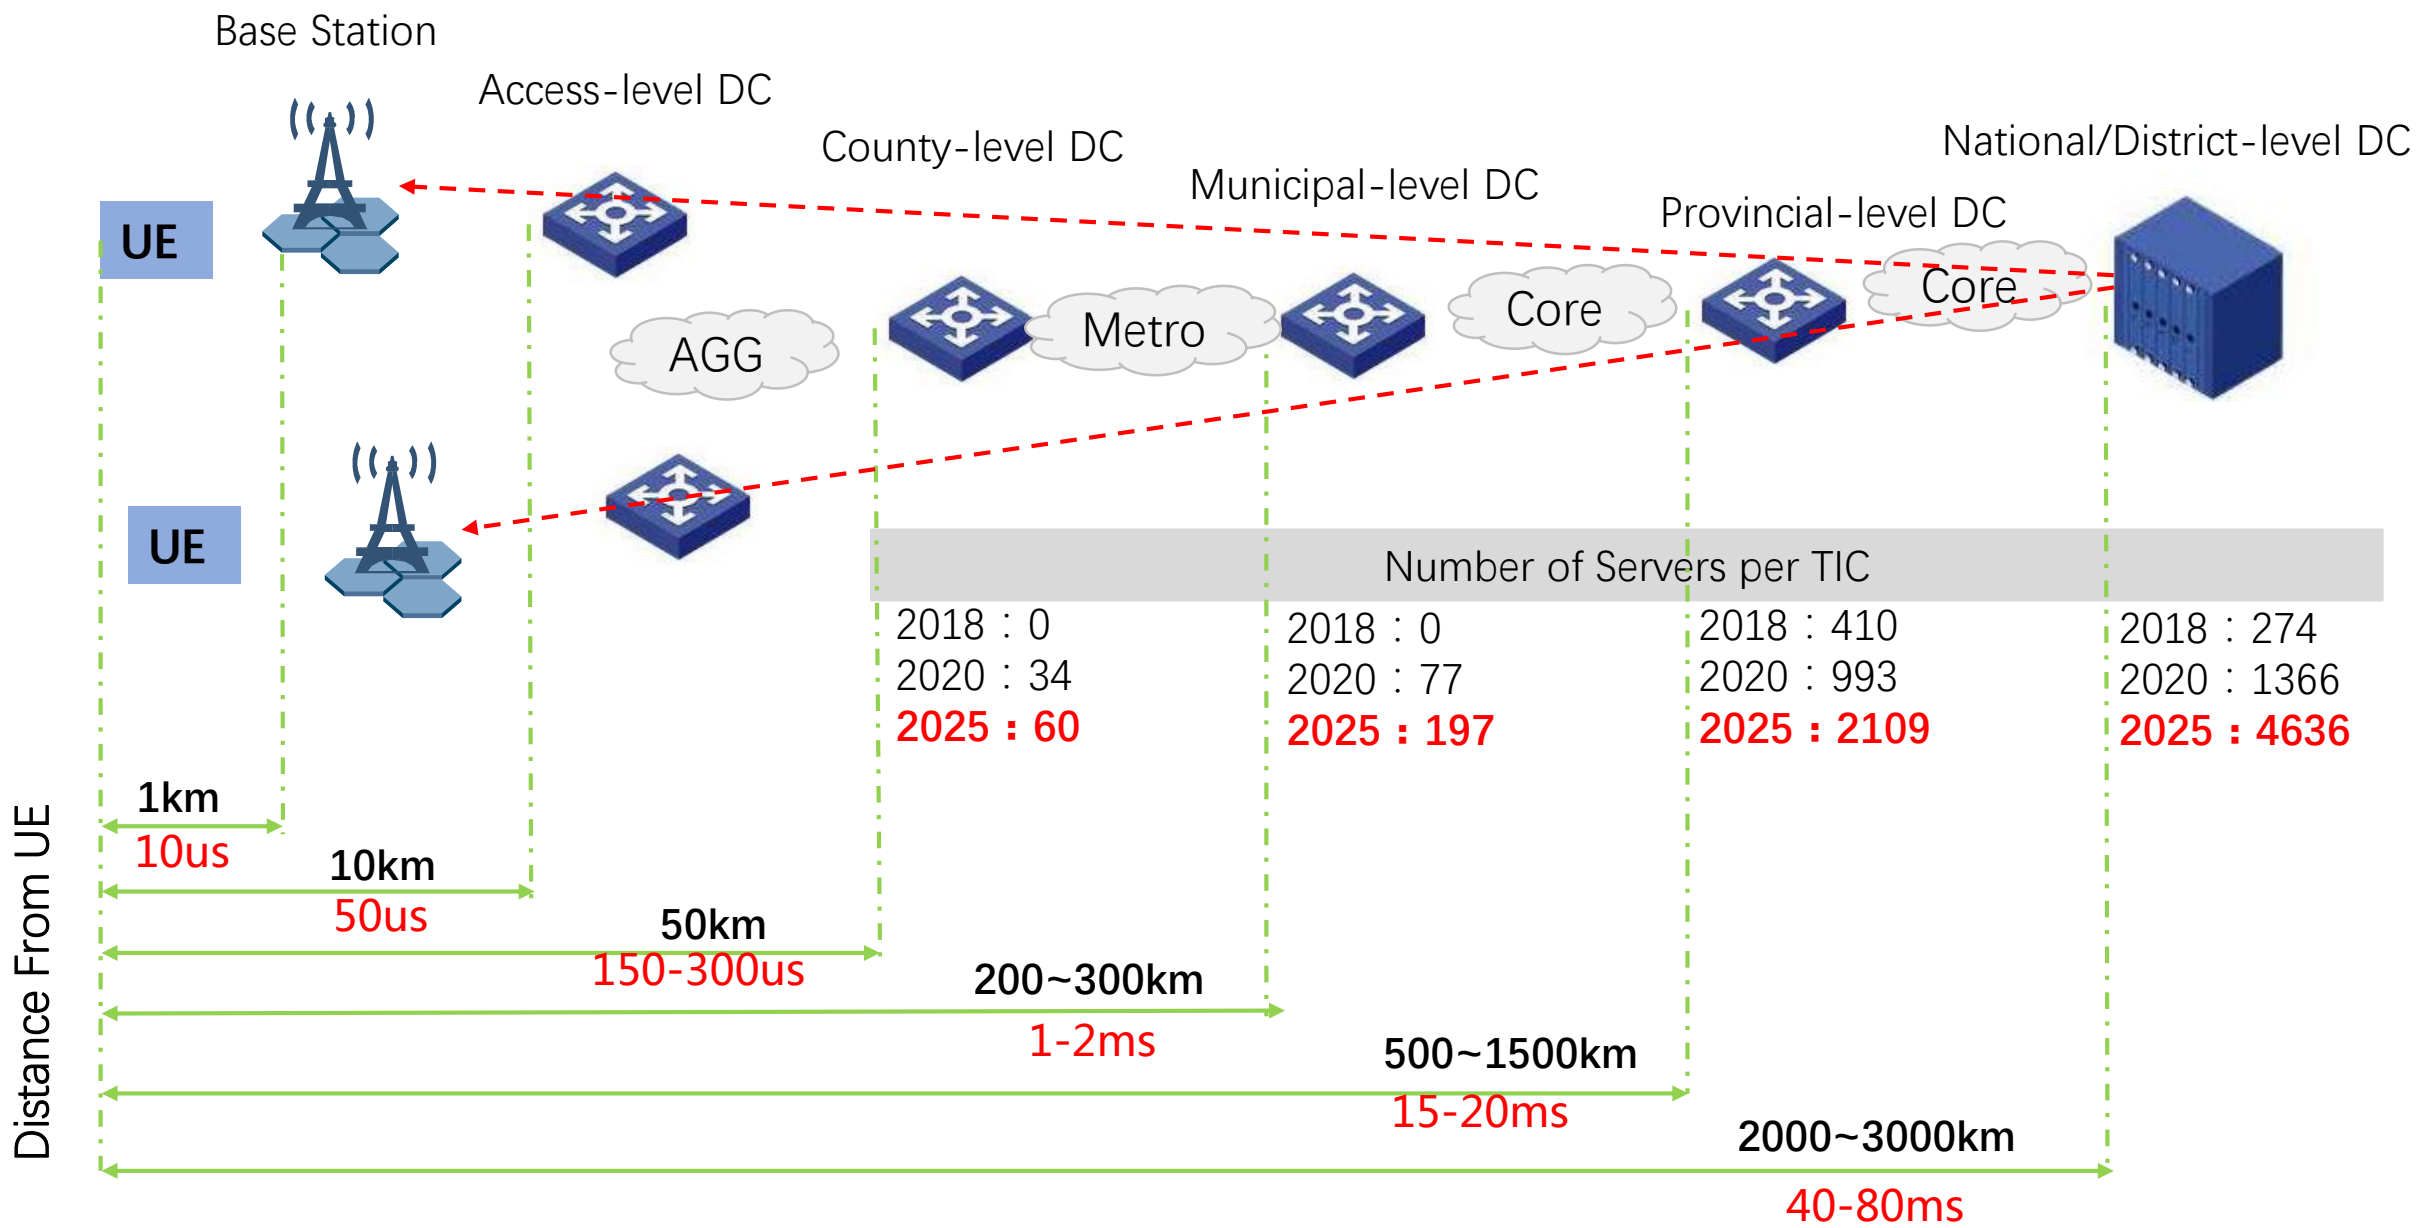 Base Station
Access-level DC
County-level DC
National/District-level DC
Municipal-level DC
Provincial-level DC
UE
Core
Core
Metro
AGG
UE
Number of Servers per TIC
2018：0
2020：34
2025：60
2018：0
2020：77
2025：197
2018：410
2020：993
2025：2109
2018：274
2020：1366
2025：4636
Distance From UE
1km
10us
10km
50us
50km
150-300us
200~300km
1-2ms
500~1500km
15-20ms
2000~3000km
40-80ms